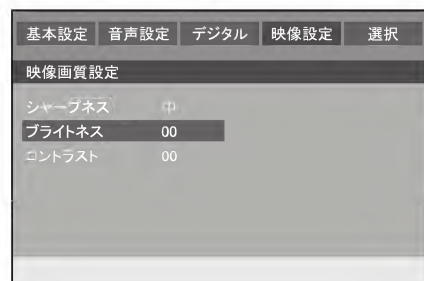 基本設定 音声設定 デジタル 映像設定 選択
映像画質設定
シャープネス 中
ブライトネス 00
コントラスト 00